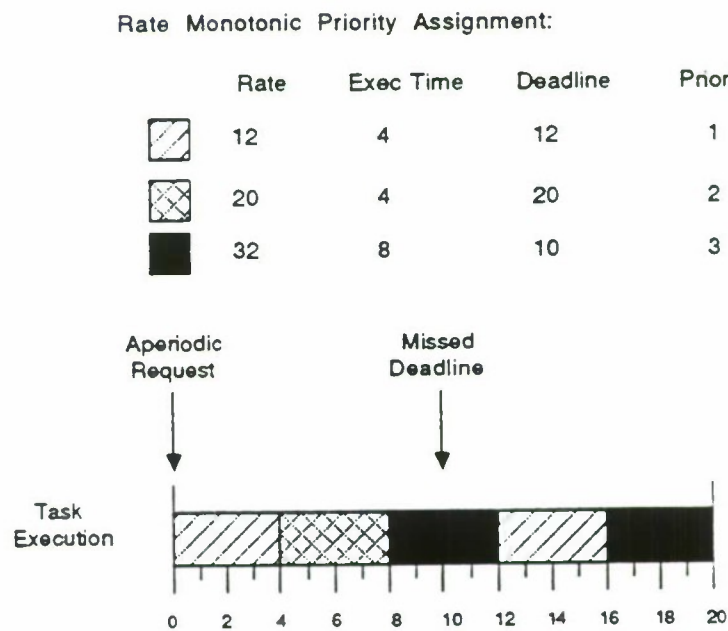 Rate Monotonic Priority Assignment:
Rate Exec Time Deadline Prior
12 4 12 1
20 4 20 2
32 8 10 3
Aperiodic
Request
Missed
Deadline
Task
Execution
0 2 4 6 8 10 12 14 16 18 20